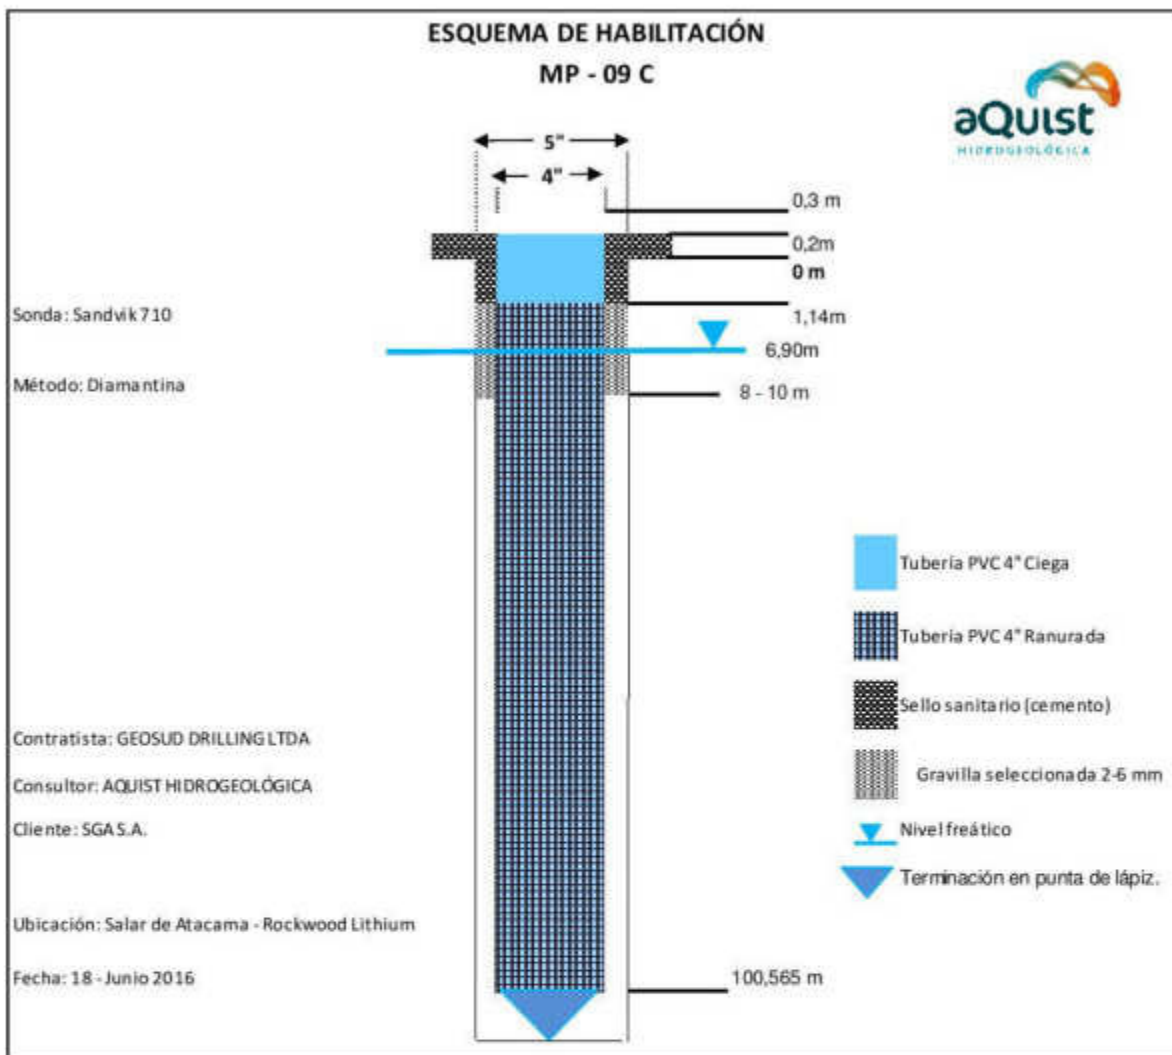 ESQUEMA DE HABILITACIÓN
MP - 09 C
aQuist
HIDROGEOLÓGICA
5"
4"
0,3 m
0,2m
0 m
Sonda: Sandvik 710
1,14m
6,90m
Método: Diamantina
8 - 10 m
Tubería PVC 4" Ciega
Tubería PVC 4" Ranurada
Sello sanitario (cemento)
Contratista: GEOSUD DRILLING LTDA
Gravilla seleccionada 2-6 mm
Consultor: AQUIST HIDROGEOLÓGICA
Cliente: SGA S.A.
Nivel freático
Terminación en punta de lápiz.
Ubicación: Salar de Atacama - Rockwood Lithium
Fecha: 18 - Junio 2016
100,565 m